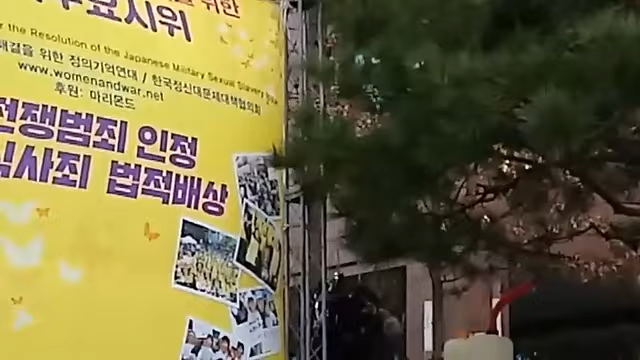 위한
수요시위
for the Resolution of the Japanese Military Sexual Slavery
해결을 위한 정의기억연대 / 한국정신대문제대책협의회
www.womenandwar.net
후원: 마리몬드
전쟁범죄 인정
식사죄 법적배상